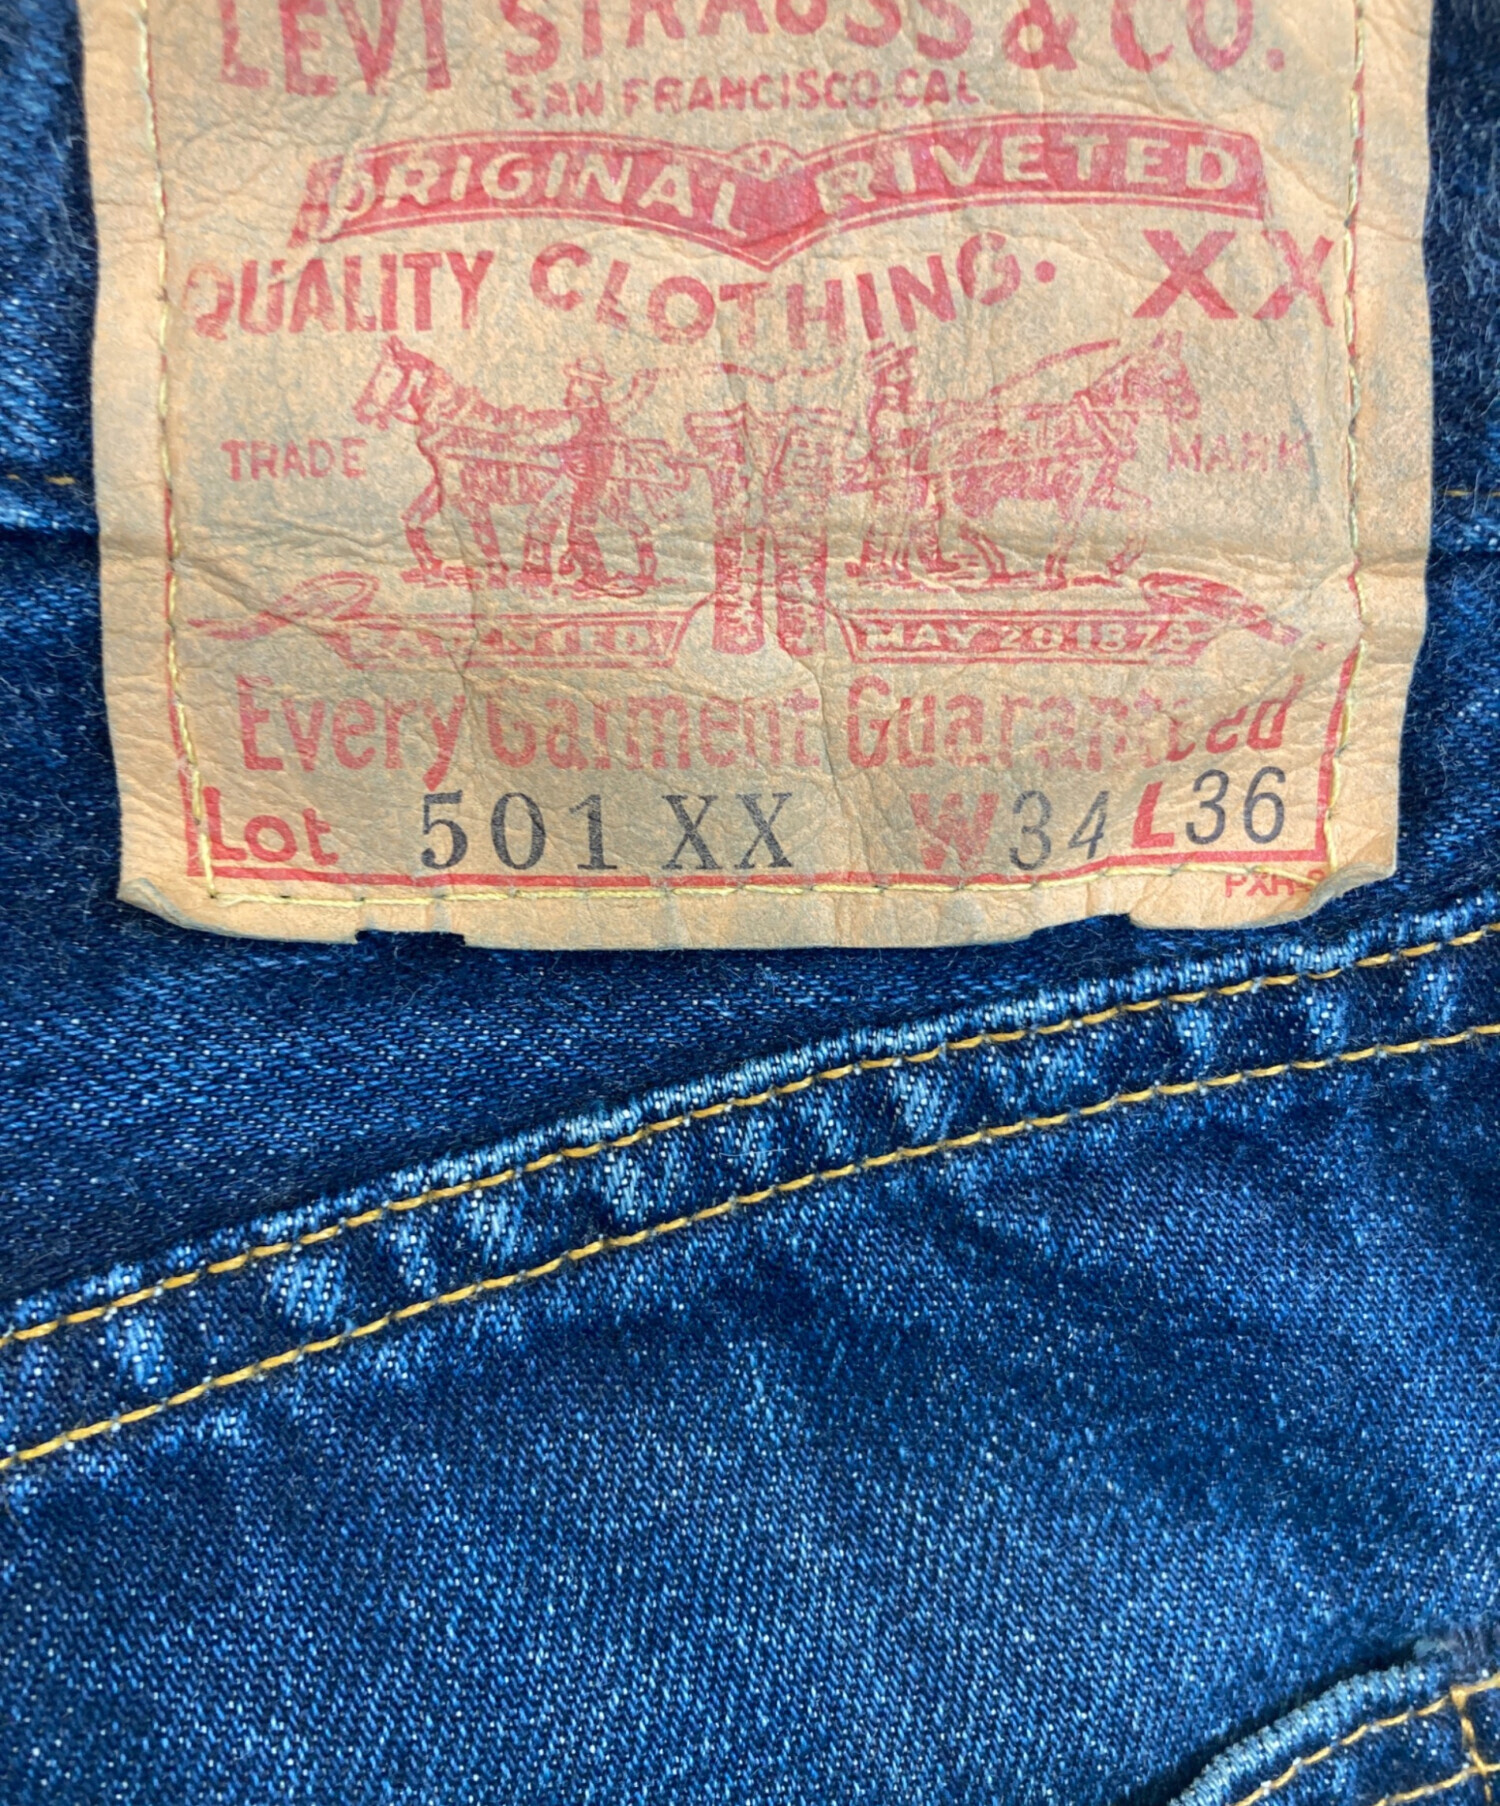 LEVI STRAUSS & CO.
SAN FRANCISCO.CAL
ORIGINAL RIVETED
QUALITY CLOTHING. XX
TRADE MARK
MAY 20 1873
Every Garment Guaranteed
Lot 501 XX W 34 L 36